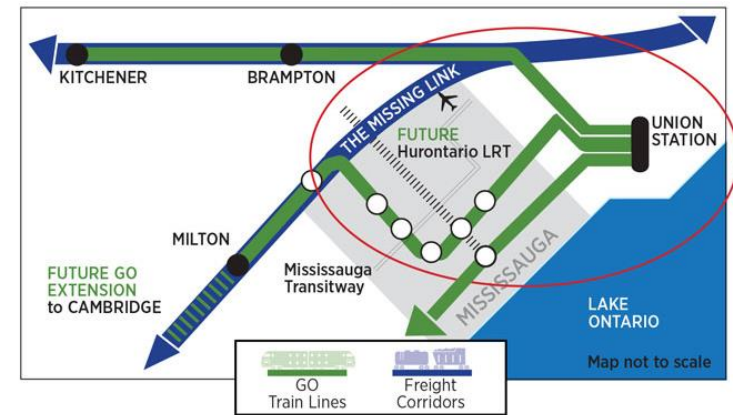 KITCHENER
BRAMPTON
THE MISSING LINK
UNION
STATION
FUTURE
Hurontario LRT
MILTON
Mississauga
Transitway
MISSISSAUGA
FUTURE GO
EXTENSION
to CAMBRIDGE
LAKE
ONTARIO
Map not to scale
GO
Train Lines
Freight
Corridors